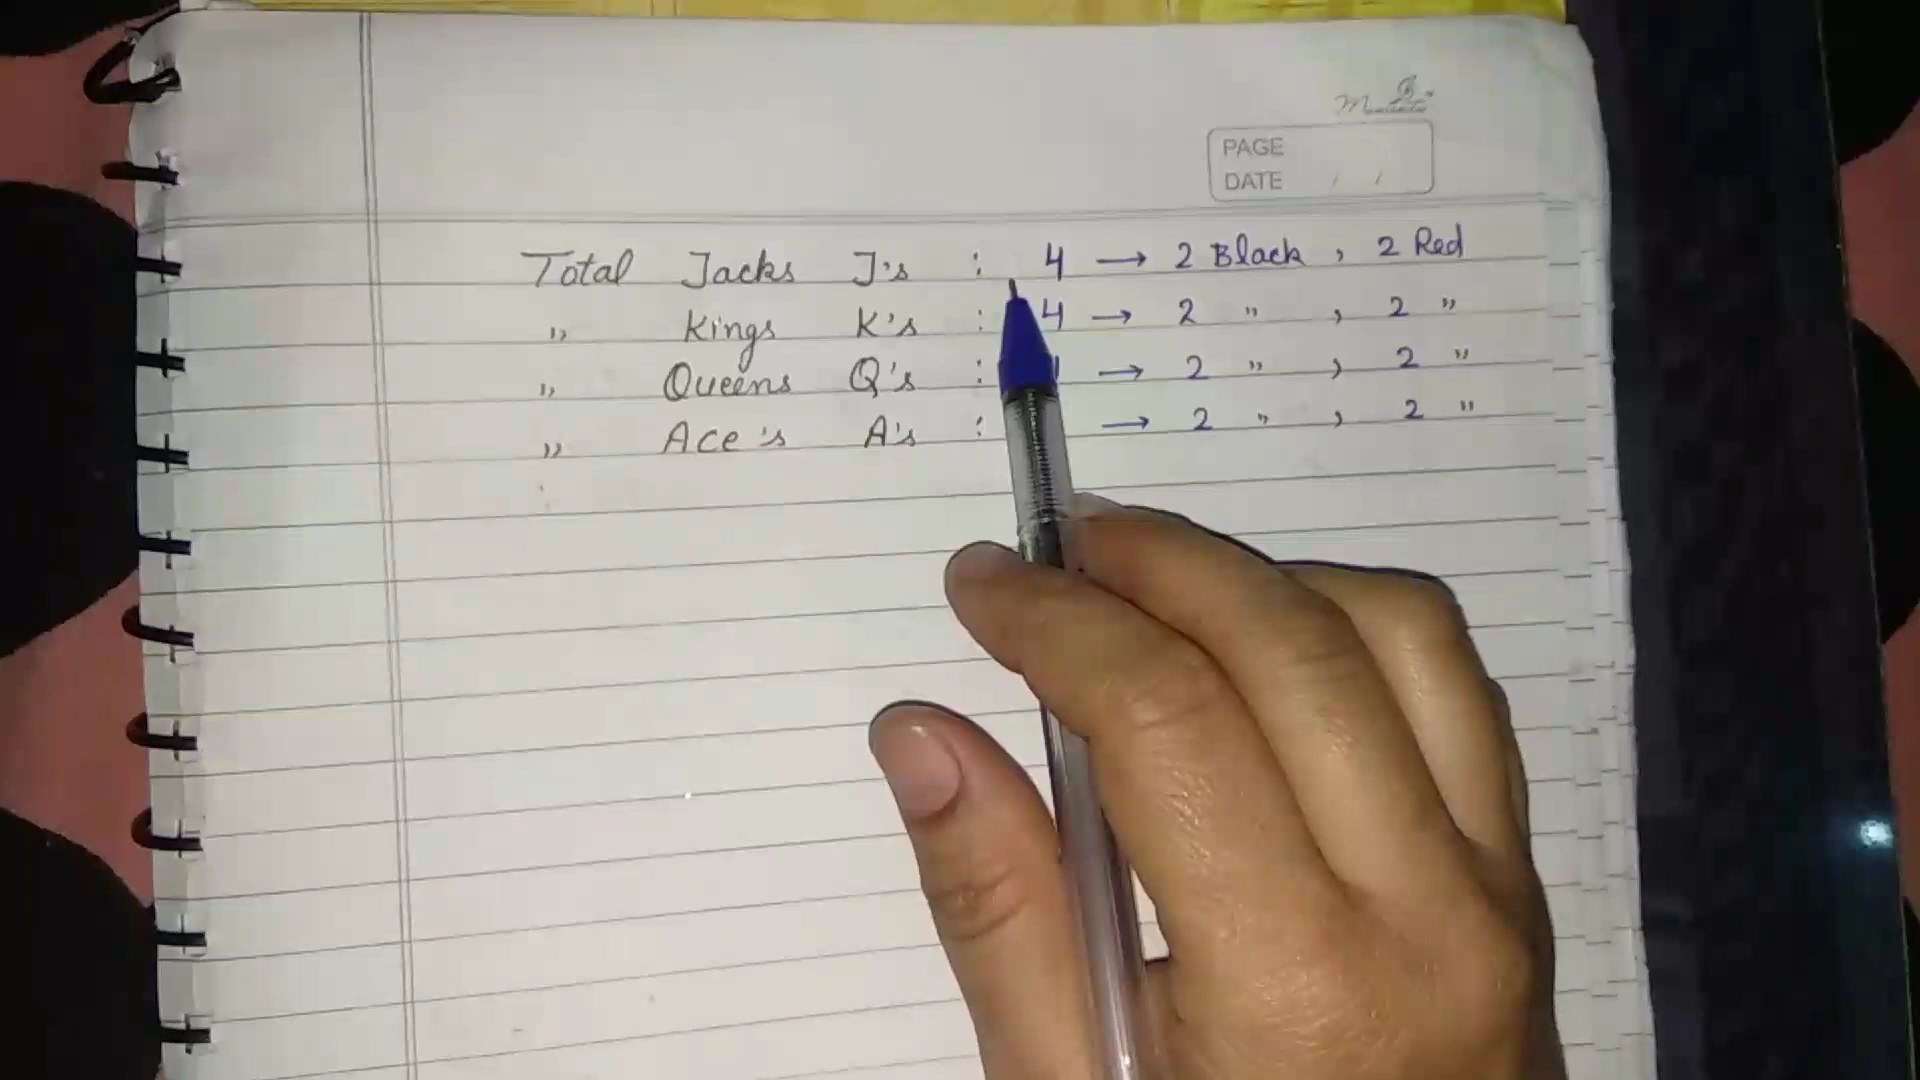 PAGE
DATE / /
Total Jacks J's : 4 → 2 Black , 2 Red
" Kings K's : 4 → 2 " , 2 "
" Queens Q's : → 2 " , 2 "
" Ace's A's : → 2 " , 2 "